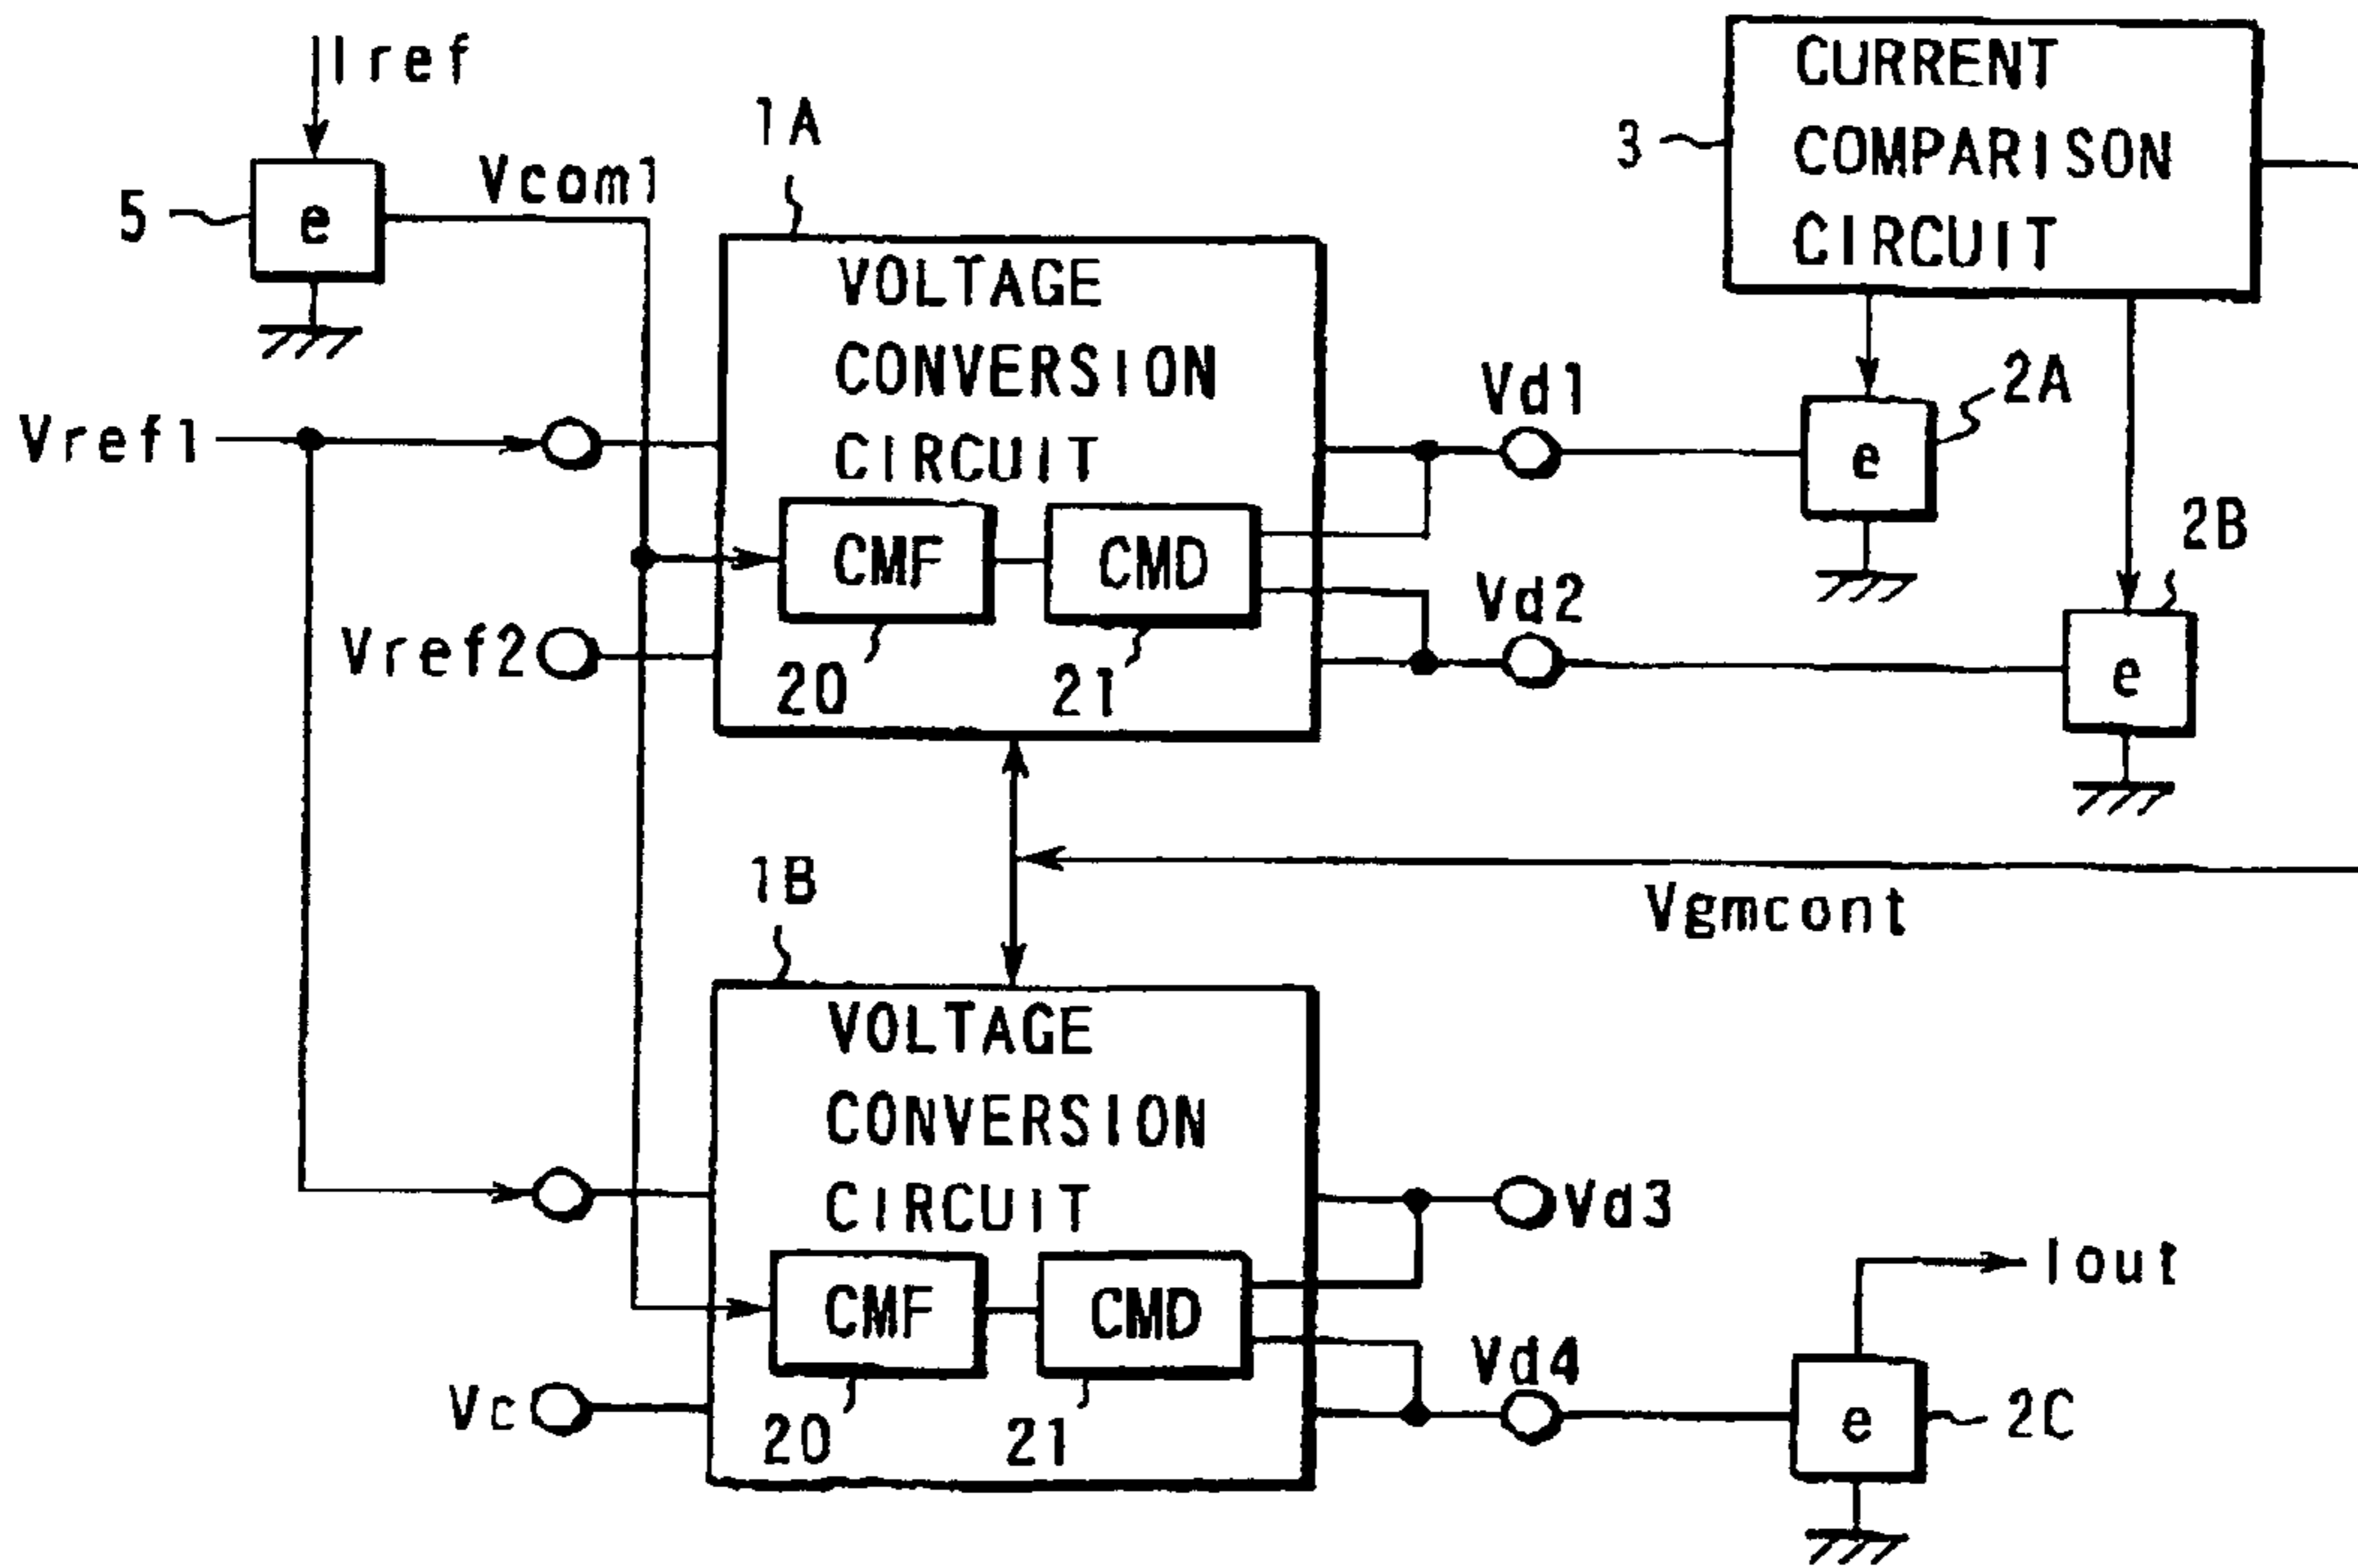 Iref
5
e
Vcom1
1A
VOLTAGE
CONVERSION
CIRCUIT
CMF
CMD
20
21
Vref1
Vref2
3
CURRENT
COMPARISON
CIRCUIT
Vd1
e
2A
Vd2
e
2B
Vgmcont
1B
VOLTAGE
CONVERSION
CIRCUIT
CMF
CMD
20
21
Vc
Vd3
Vd4
Iout
e
2C